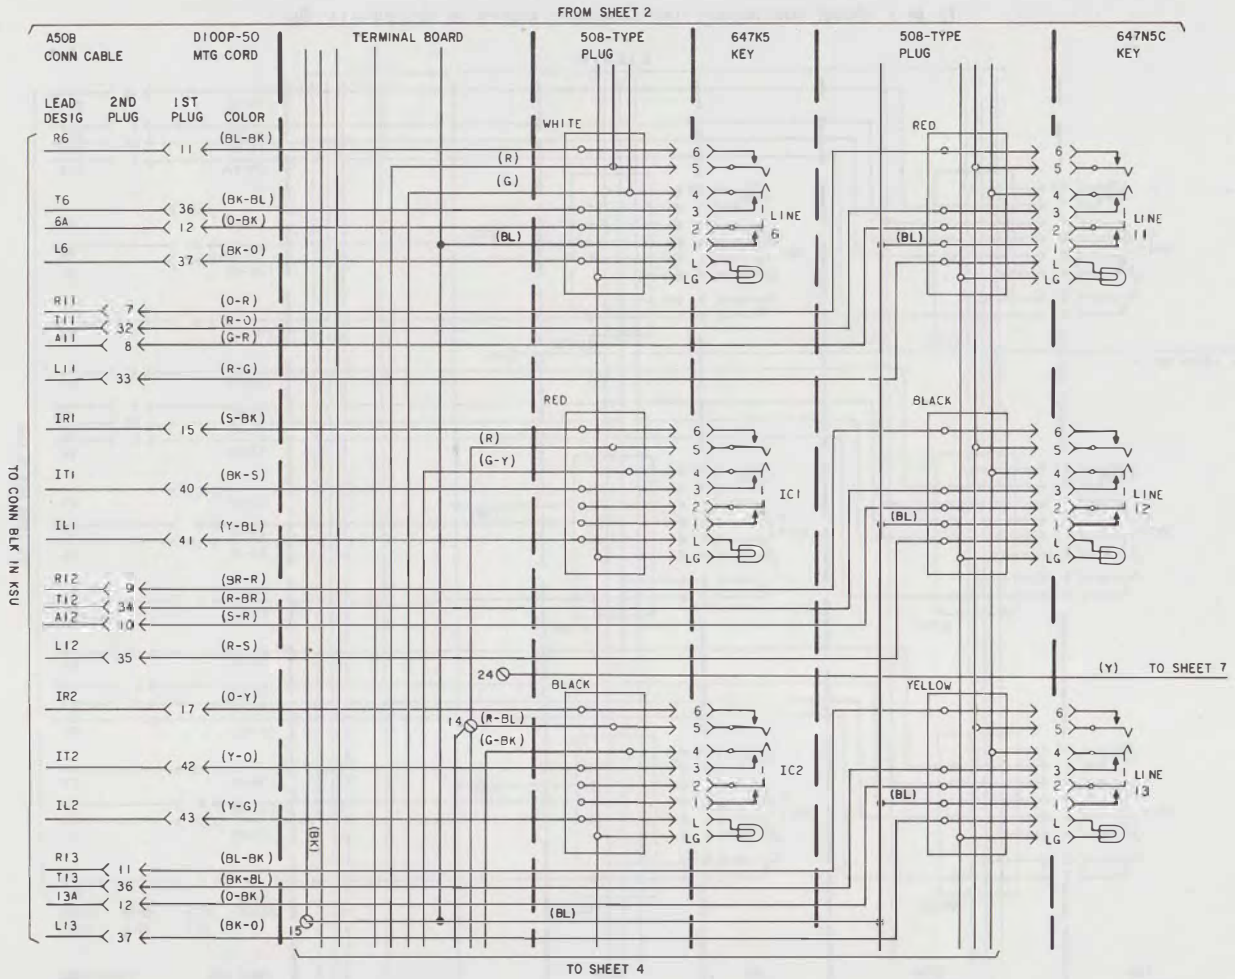 FROM SHEET 2
A50B CONN CABLE
D100P-50 MTG CORD
TERMINAL BOARD
508-TYPE PLUG
647K5 KEY
508-TYPE PLUG
647N5C KEY
LEAD DESIG
2ND PLUG
1ST PLUG
COLOR
R6 11 (BL-BK)
T6 36 (BK-BL)
6A 12 (O-BK)
L6 37 (BK-O)
R11 7 (O-R)
T11 32 (R-O)
A11 8 (G-R)
L11 33 (R-G)
IR1 15 (S-BK)
IT1 40 (BK-S)
IL1 41 (Y-BL)
R12 9 (BR-R)
T12 34 (R-BR)
A12 10 (S-R)
L12 35 (R-S)
IR2 17 (O-Y)
IT2 42 (Y-O)
IL2 43 (Y-G)
R13 11 (BL-BK)
T13 36 (BK-BL)
13A 12 (O-BK)
L13 37 (BK-O)
TO CONN BLK IN KSU
(BK)
15
WHITE
(R)
(G)
(BL)
6
5
4
3
2
1
L
LG
LINE 6
RED
(BL)
6
5
4
3
2
1
L
LG
LINE 11
RED
(R)
(G-Y)
6
5
4
3
2
1
L
LG
IC1
BLACK
(BL)
6
5
4
3
2
1
L
LG
LINE 12
24
(Y) TO SHEET 7
BLACK
14
(R-BL)
(G-BK)
6
5
4
3
2
1
L
LG
IC2
YELLOW
(BL)
6
5
4
3
2
1
L
LG
LINE 13
(BL)
TO SHEET 4